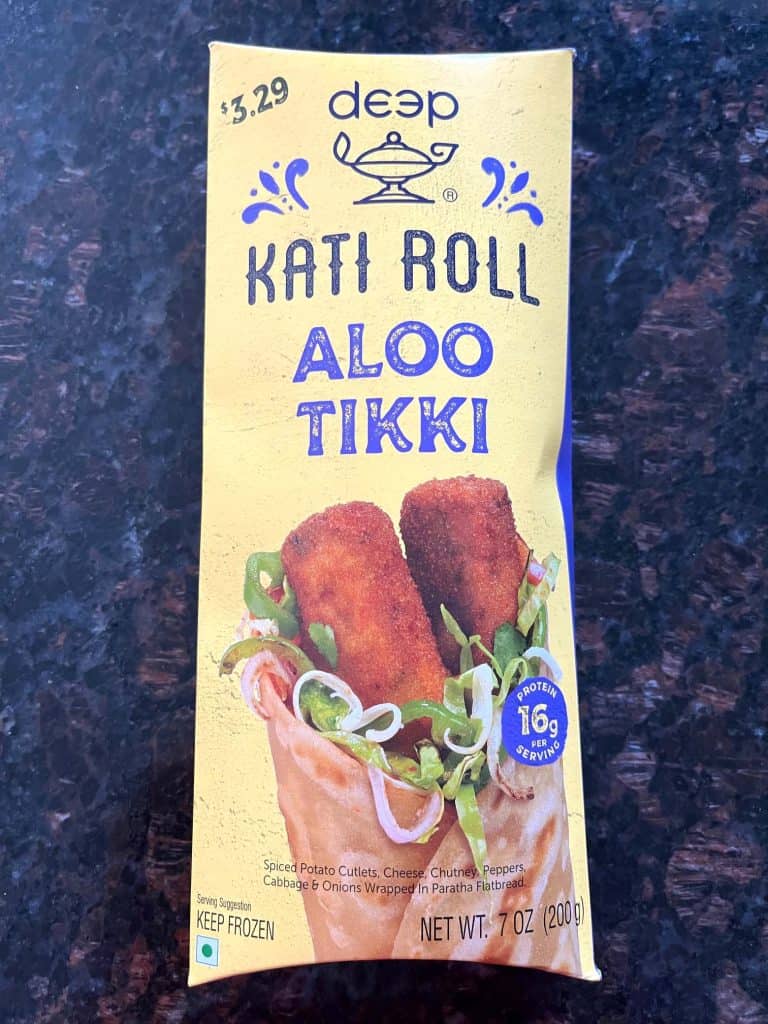 $3.29
deep
®
KATI ROLL
ALOO
TIKKI
PROTEIN
16g
PER
SERVING
Spiced Potato Cutlets, Cheese, Chutney, Peppers,
Cabbage & Onions Wrapped In Paratha Flatbread.
Serving Suggestion
KEEP FROZEN
NET WT. 7 OZ (200 g)